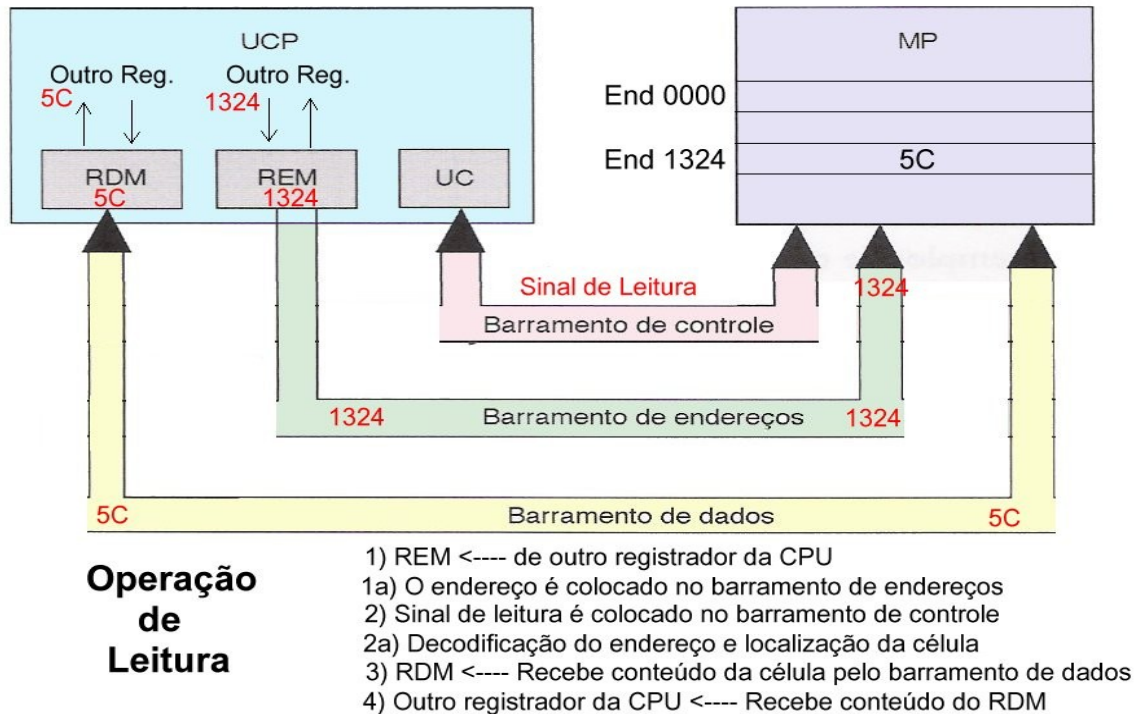 UCP
MP
Outro Reg.
Outro Reg.
5C
1324
End 0000
End 1324
5C
RDM
5C
REM
1324
UC
Sinal de Leitura
1324
Barramento de controle
1324
Barramento de endereços
1324
5C
Barramento de dados
5C
Operação
de
Leitura
1) REM <---- de outro registrador da CPU
1a) O endereço é colocado no barramento de endereços
2) Sinal de leitura é colocado no barramento de controle
2a) Decodificação do endereço e localização da célula
3) RDM <---- Recebe conteúdo da célula pelo barramento de dados
4) Outro registrador da CPU <---- Recebe conteúdo do RDM